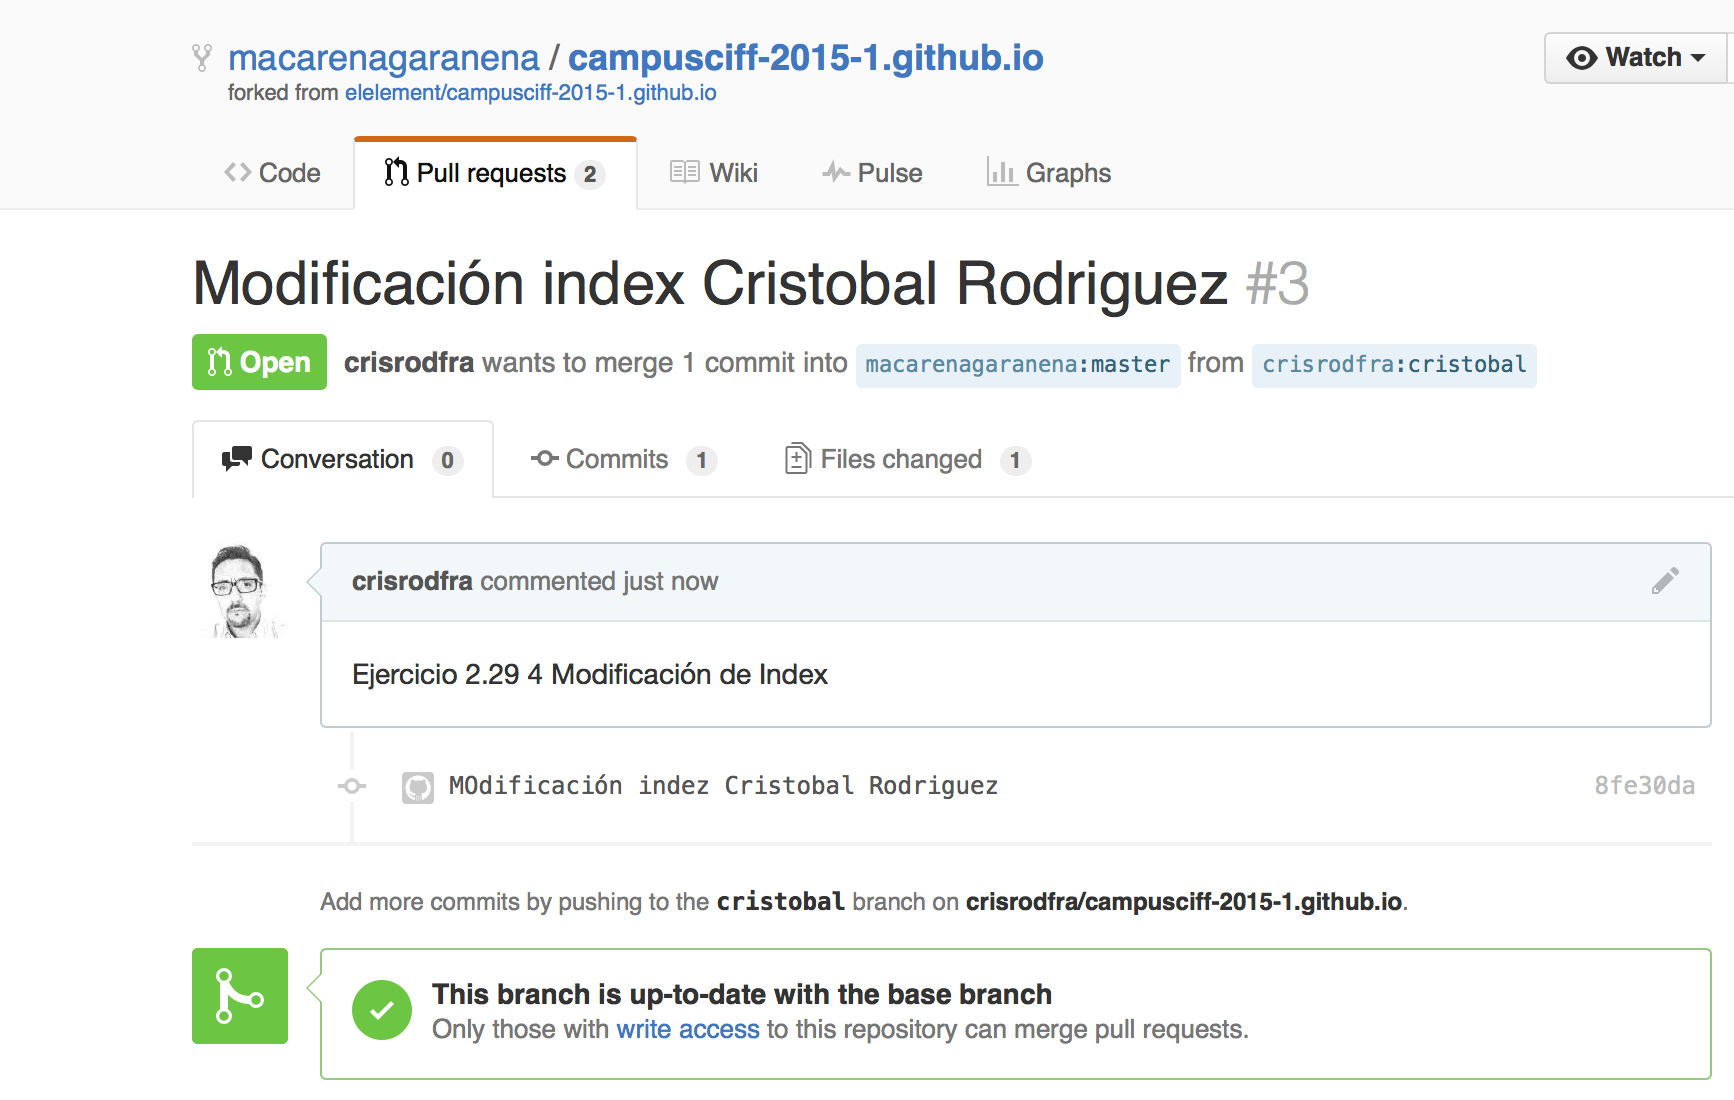 macarenagaranena / campusciff-2015-1.github.io
Watch
forked from elelement/campusciff-2015-1.github.io
Code Pull requests 2 Wiki Pulse Graphs
Modificación index Cristobal Rodriguez #3
Open crisrodfra wants to merge 1 commit into macarenagaranena:master from crisrodfra:cristobal
Conversation 0 Commits 1 Files changed 1
crisrodfra commented just now
Ejercicio 2.29 4 Modificación de Index
MOdificación indez Cristobal Rodriguez 8fe30da
Add more commits by pushing to the cristobal branch on crisrodfra/campusciff-2015-1.github.io.
This branch is up-to-date with the base branch
Only those with write access to this repository can merge pull requests.